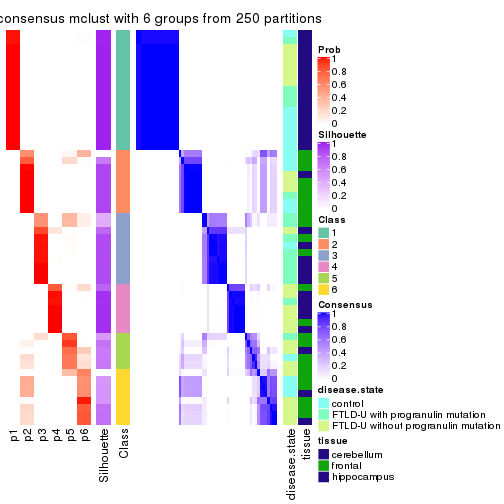 consensus mclust with 6 groups from 250 partitions
Prob
1
0.8
0.6
0.4
0.2
0
Silhouette
1
0.8
0.6
0.4
0.2
0
Class
1
2
3
4
5
6
Consensus
1
0.8
0.6
0.4
0.2
0
disease.state
control
FTLD-U with progranulin mutation
FTLD-U without progranulin mutation
tissue
cerebellum
frontal
hippocampus
p1
p2
p3
p4
p5
p6
Silhouette
Class
disease.state
tissue